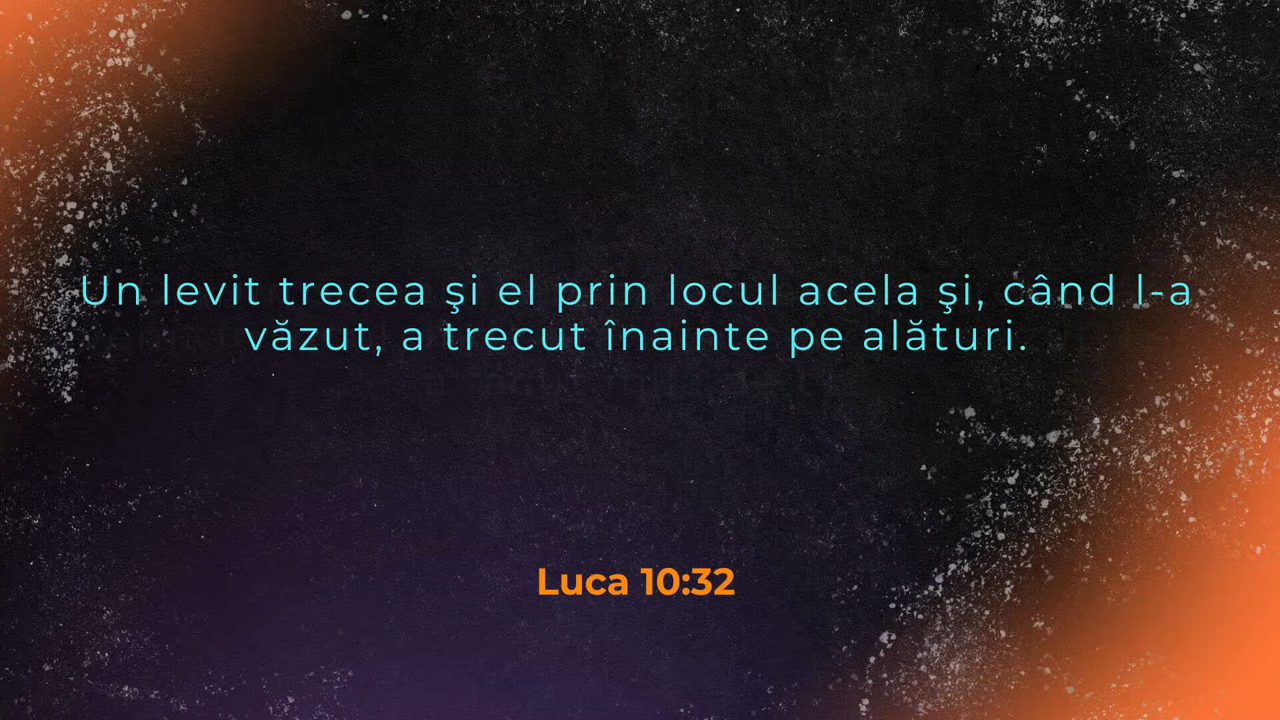 Un levit trecea şi el prin locul acela şi, când l-a
văzut, a trecut înainte pe alături.
Luca 10:32